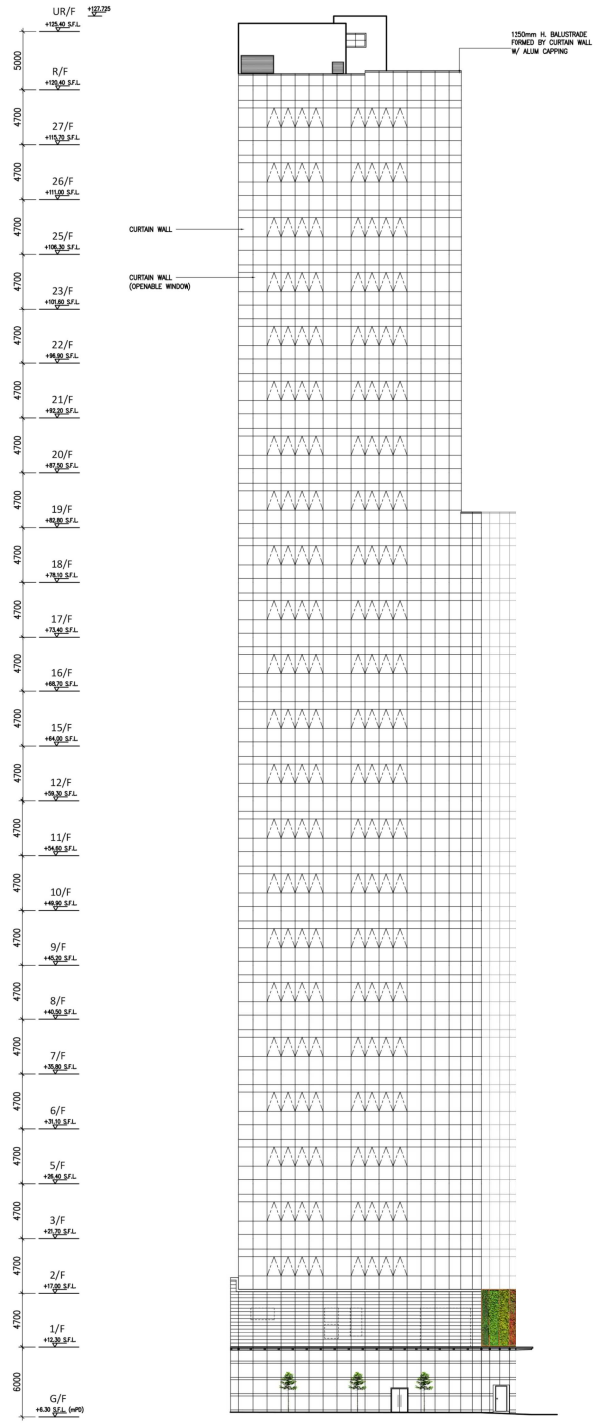 UR/F
+127.725
+125.40 S.F.L.
5000
1250mm H. BALUSTRADE
FORMED BY CURTAIN WALL
W/ ALUM CAPPING
R/F
+120.40 S.F.L.
4700
27/F
+115.70 S.F.L.
4700
26/F
+111.00 S.F.L.
4700
CURTAIN WALL
25/F
+106.30 S.F.L.
4700
CURTAIN WALL
(OPENABLE WINDOW)
23/F
+101.60 S.F.L.
4700
22/F
+96.90 S.F.L.
4700
21/F
+92.20 S.F.L.
4700
20/F
+87.50 S.F.L.
4700
19/F
+82.80 S.F.L.
4700
18/F
+78.10 S.F.L.
4700
17/F
+73.40 S.F.L.
4700
16/F
+68.70 S.F.L.
4700
15/F
+64.00 S.F.L.
4700
12/F
+59.30 S.F.L.
4700
11/F
+54.60 S.F.L.
4700
10/F
+49.90 S.F.L.
4700
9/F
+45.20 S.F.L.
4700
8/F
+40.50 S.F.L.
4700
7/F
+35.80 S.F.L.
4700
6/F
+31.10 S.F.L.
4700
5/F
+26.40 S.F.L.
4700
3/F
+21.70 S.F.L.
4700
2/F
+17.00 S.F.L.
4700
1/F
+12.30 S.F.L.
6000
G/F
+6.30 S.F.L. (mPD)